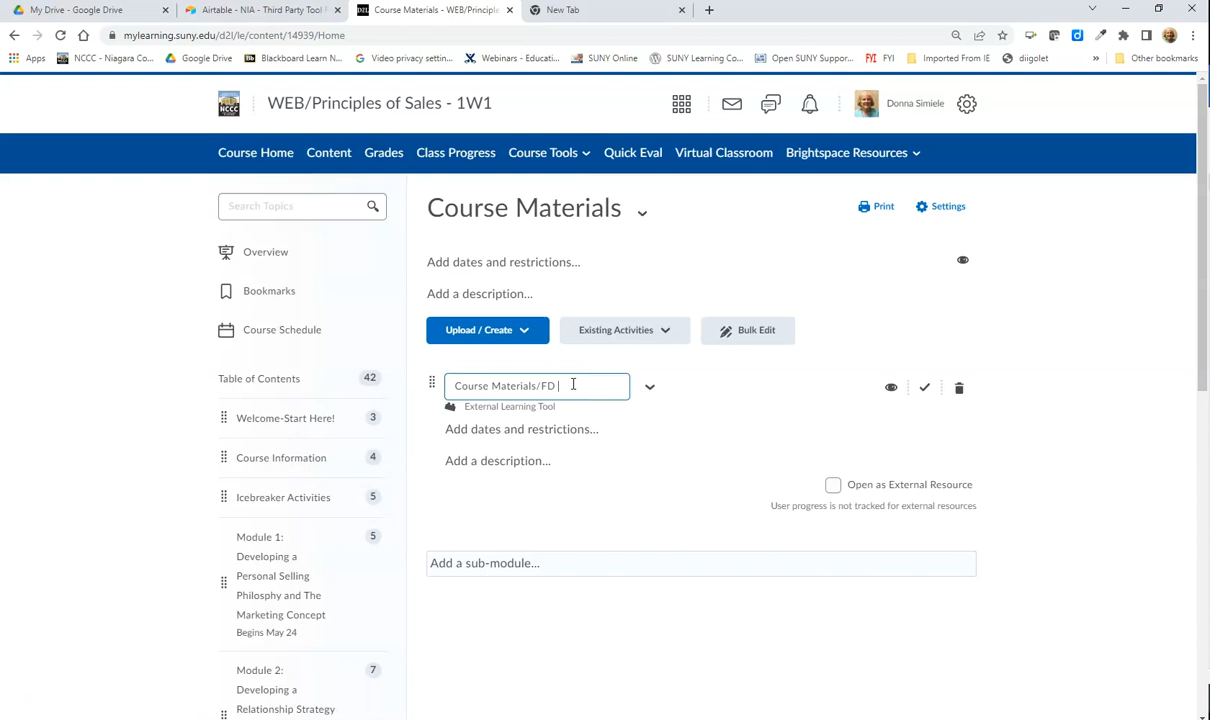 My Drive - Google Drive
Airtable - NIA - Third Party Tool
Course Materials - WEB/Principle
New Tab
mylearning.suny.edu/d2l/le/content/14939/Home
Apps
NCCC - Niagara Co...
Google Drive
Blackboard Learn N...
Video privacy settin...
Webinars - Educati...
SUNY Online
SUNY Learning Co...
Open SUNY Suppor...
FYI
Imported From IE
diigolet
Other bookmarks
NCCC
WEB/Principles of Sales - 1W1
Donna Simiele
Course Home
Content
Grades
Class Progress
Course Tools
Quick Eval
Virtual Classroom
Brightspace Resources
Search Topics
Overview
Bookmarks
Course Schedule
Table of Contents 42
Welcome-Start Here! 3
Course Information 4
Icebreaker Activities 5
Module 1: 5
Developing a
Personal Selling
Philosphy and The
Marketing Concept
Begins May 24
Module 2: 7
Developing a
Relationship Strategy
Course Materials
Print
Settings
Add dates and restrictions...
Add a description...
Upload / Create
Existing Activities
Bulk Edit
Course Materials/FD
External Learning Tool
Add dates and restrictions...
Add a description...
Open as External Resource
User progress is not tracked for external resources
Add a sub-module...